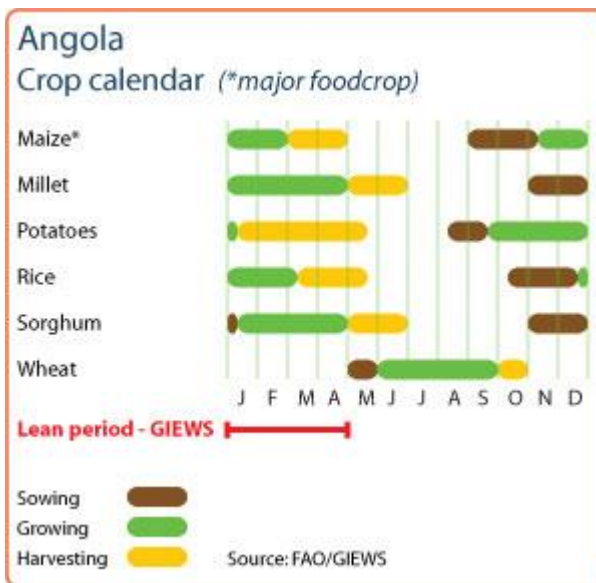 Angola
Crop calendar (*major foodcrop)
Maize*
Millet
Potatoes
Rice
Sorghum
Wheat
J F M A M J J A S O N D
Lean period - GIEWS
Sowing
Growing
Harvesting Source: FAO/GIEWS